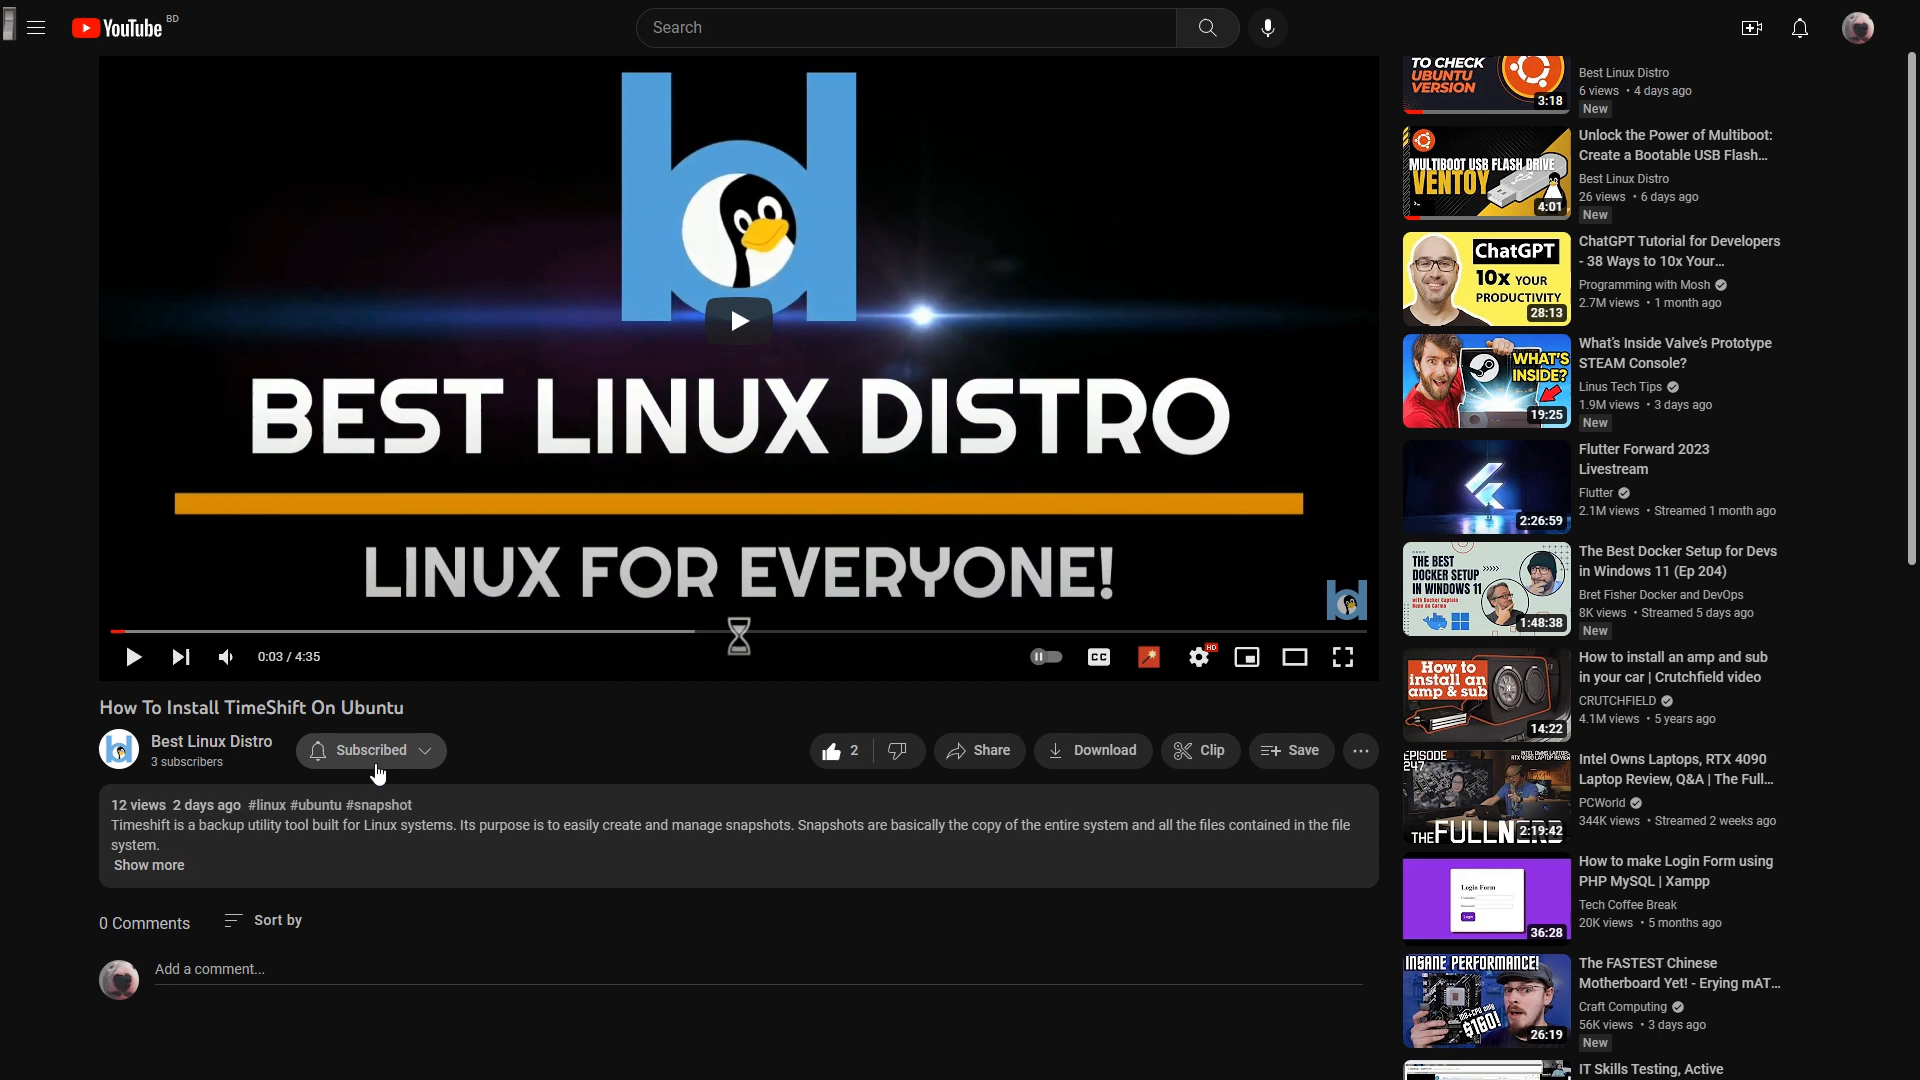 YouTube BD
Search
BEST LINUX DISTRO
LINUX FOR EVERYONE!
0:03 / 4:35
CC
HD
How To Install TimeShift On Ubuntu
Best Linux Distro
3 subscribers
Subscribed
2
Share
Download
Clip
Save
12 views 2 days ago #linux #ubuntu #snapshot
Timeshift is a backup utility tool built for Linux systems. Its purpose is to easily create and manage snapshots. Snapshots are basically the copy of the entire system and all the files contained in the file
system.
Show more
0 Comments
Sort by
Add a comment...
TO CHECK
UBUNTU
VERSION
3:18
Best Linux Distro
6 views • 4 days ago
New
MULTIBOOT USB FLASH DRIVE
VENTOY
4:01
Unlock the Power of Multiboot:
Create a Bootable USB Flash...
Best Linux Distro
26 views • 6 days ago
New
ChatGPT
10x YOUR
PRODUCTIVITY
28:13
ChatGPT Tutorial for Developers
- 38 Ways to 10x Your...
Programming with Mosh
2.7M views • 1 month ago
WHAT'S
INSIDE?
19:25
What's Inside Valve's Prototype
STEAM Console?
Linus Tech Tips
1.9M views • 3 days ago
New
2:26:59
Flutter Forward 2023
Livestream
Flutter
2.1M views • Streamed 1 month ago
THE BEST
DOCKER SETUP
IN WINDOWS 11
1:48:38
The Best Docker Setup for Devs
in Windows 11 (Ep 204)
Bret Fisher Docker and DevOps
8K views • Streamed 5 days ago
New
How to
install an
amp & sub
14:22
How to install an amp and sub
in your car | Crutchfield video
CRUTCHFIELD
4.1M views • 5 years ago
EPISODE
247
THE FULL NERD
2:19:42
Intel Owns Laptops, RTX 4090
Laptop Review, Q&A | The Full...
PCWorld
344K views • Streamed 2 weeks ago
Login Form
Login
36:28
How to make Login Form using
PHP MySQL | Xampp
Tech Coffee Break
20K views • 5 months ago
INSANE PERFORMANCE!
MB+CPU only
$160!
26:19
The FASTEST Chinese
Motherboard Yet! - Erying mAT...
Craft Computing
56K views • 3 days ago
New
IT Skills Testing, Active